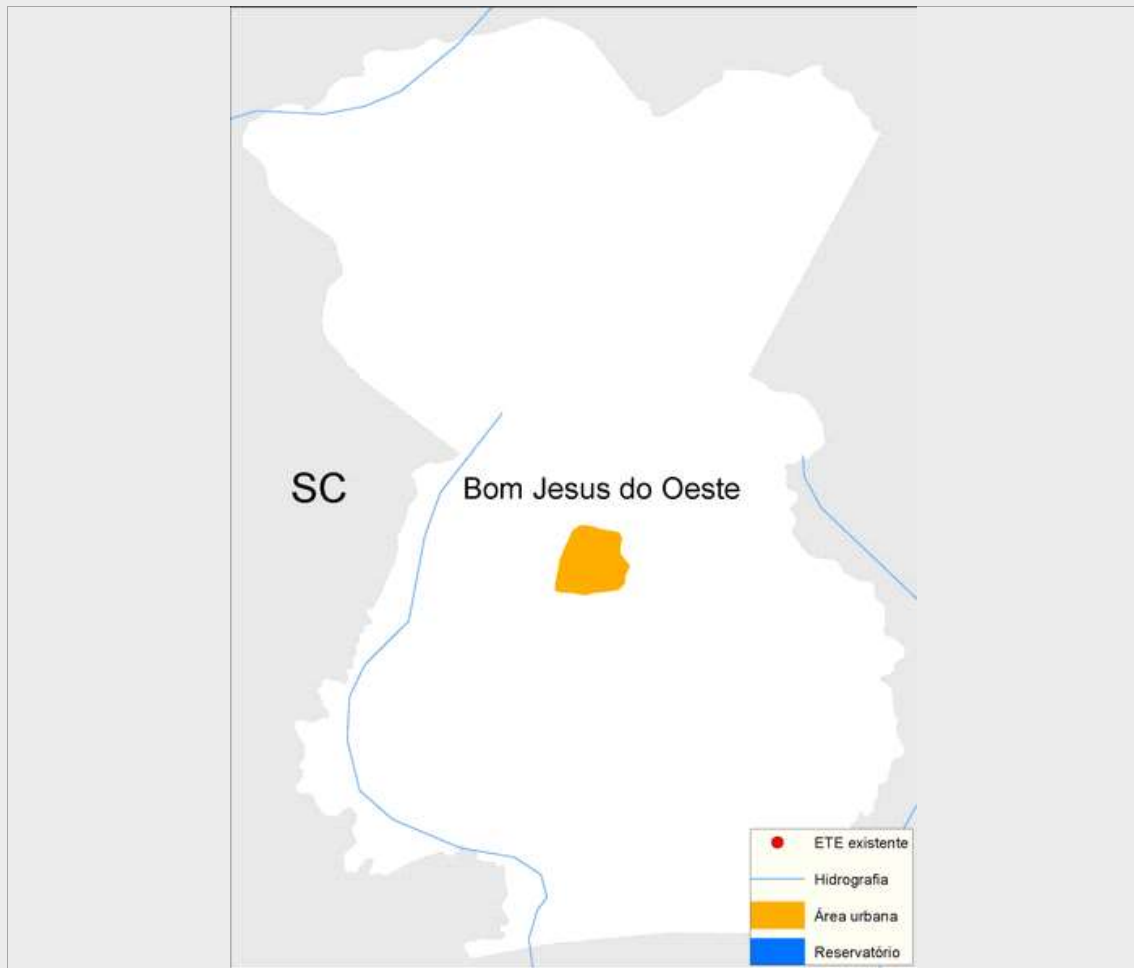 SC
Bom Jesus do Oeste
ETE existente
Hidrografia
Área urbana
Reservatório